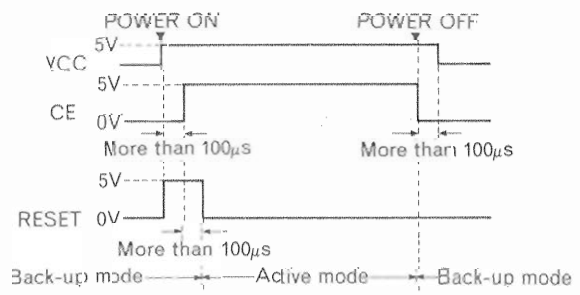 POWER ON POWER OFF
5V
VCC
5V
CE
0V
More than 100μs More than 100μs
5V
RESET 0V
More than 100μs
Back-up mode Active mode Back-up mode